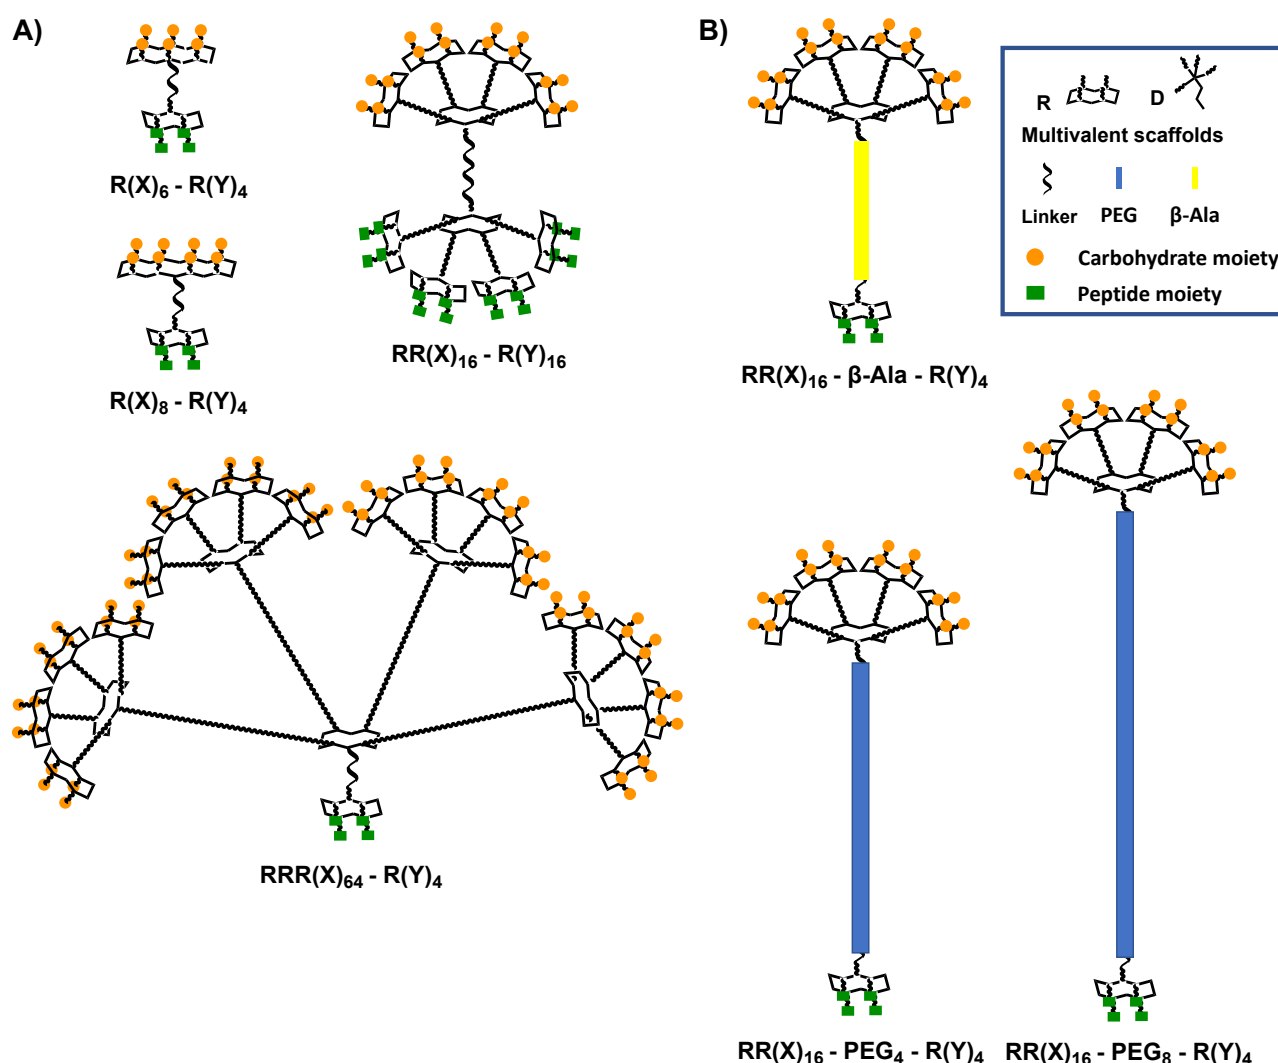 A)
R(X)₆ - R(Y)₄
R(X)₈ - R(Y)₄
RR(X)₁₆ - R(Y)₁₆
RRR(X)₆₄ - R(Y)₄
B)
RR(X)₁₆ - β-Ala - R(Y)₄
R D
Multivalent scaffolds
Linker PEG β-Ala
Carbohydrate moiety
Peptide moiety
RR(X)₁₆ - PEG₄ - R(Y)₄
RR(X)₁₆ - PEG₈ - R(Y)₄